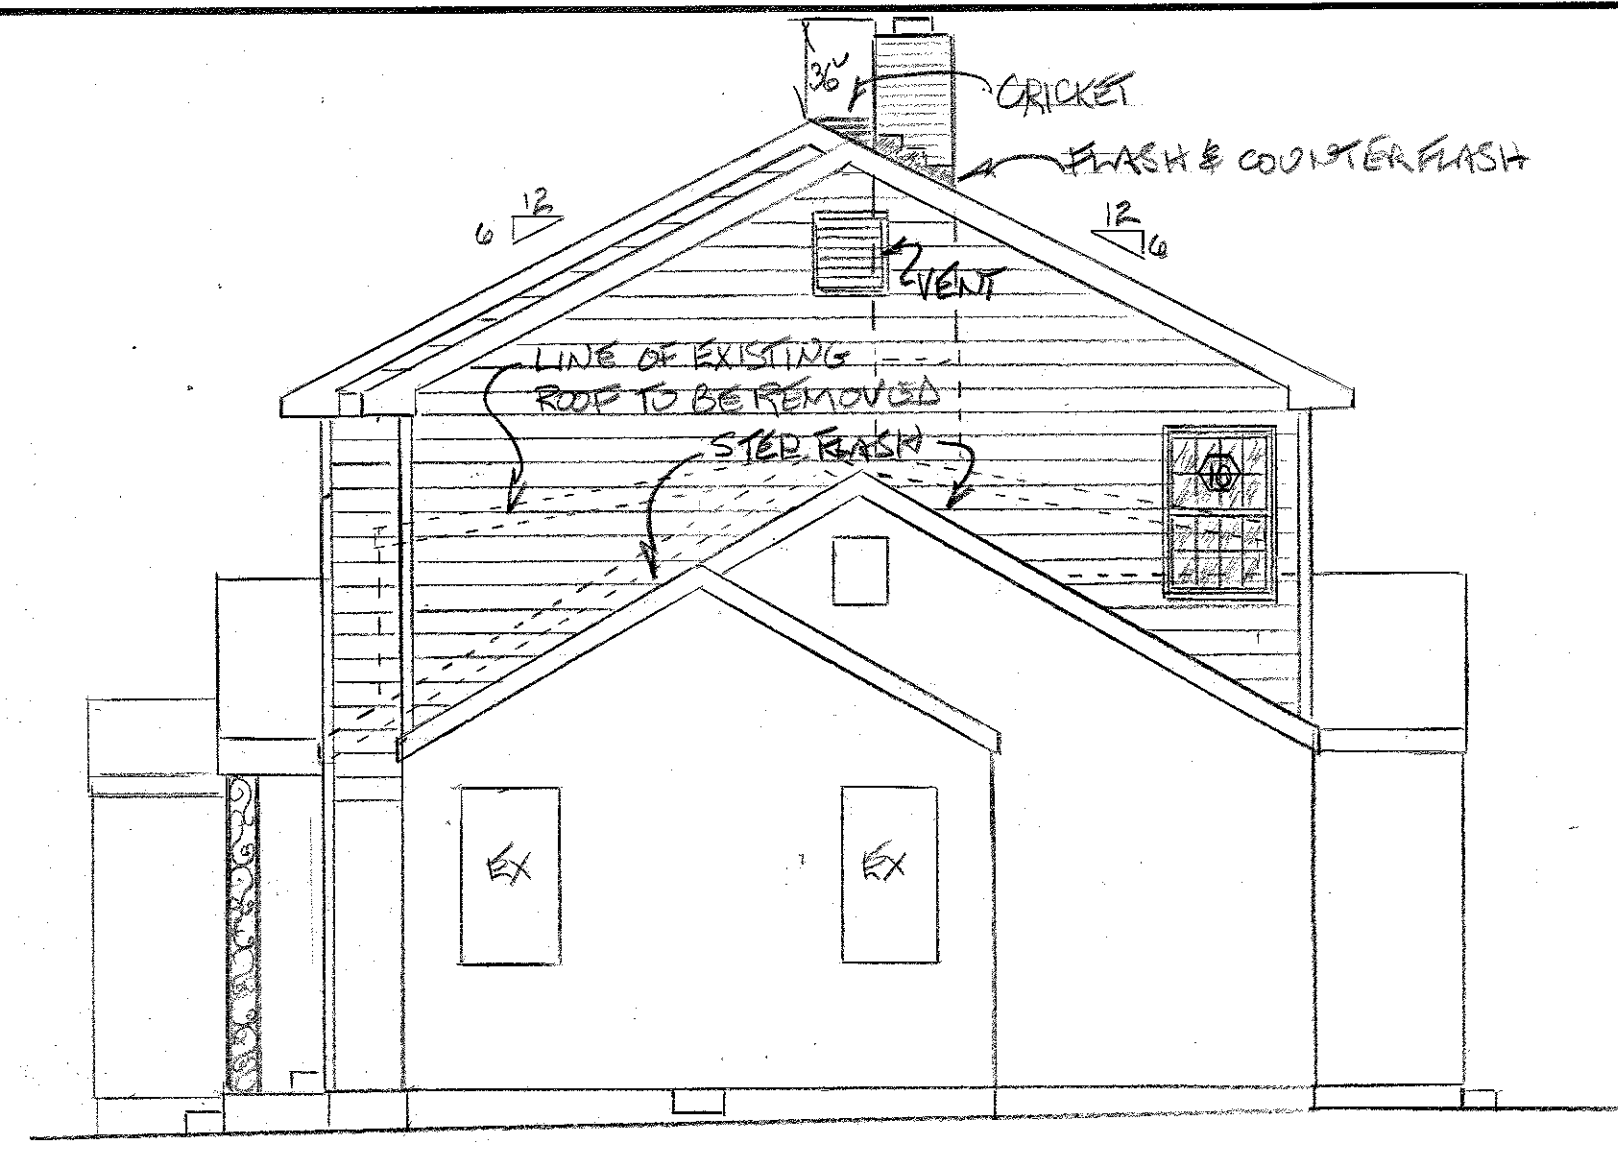 36"
CRICKET
FLASH & COUNTERFLASH
12
6
12
6
VENT
LINE OF EXISTING
ROOF TO BE REMOVED
STEP FLASH
10
EX
EX